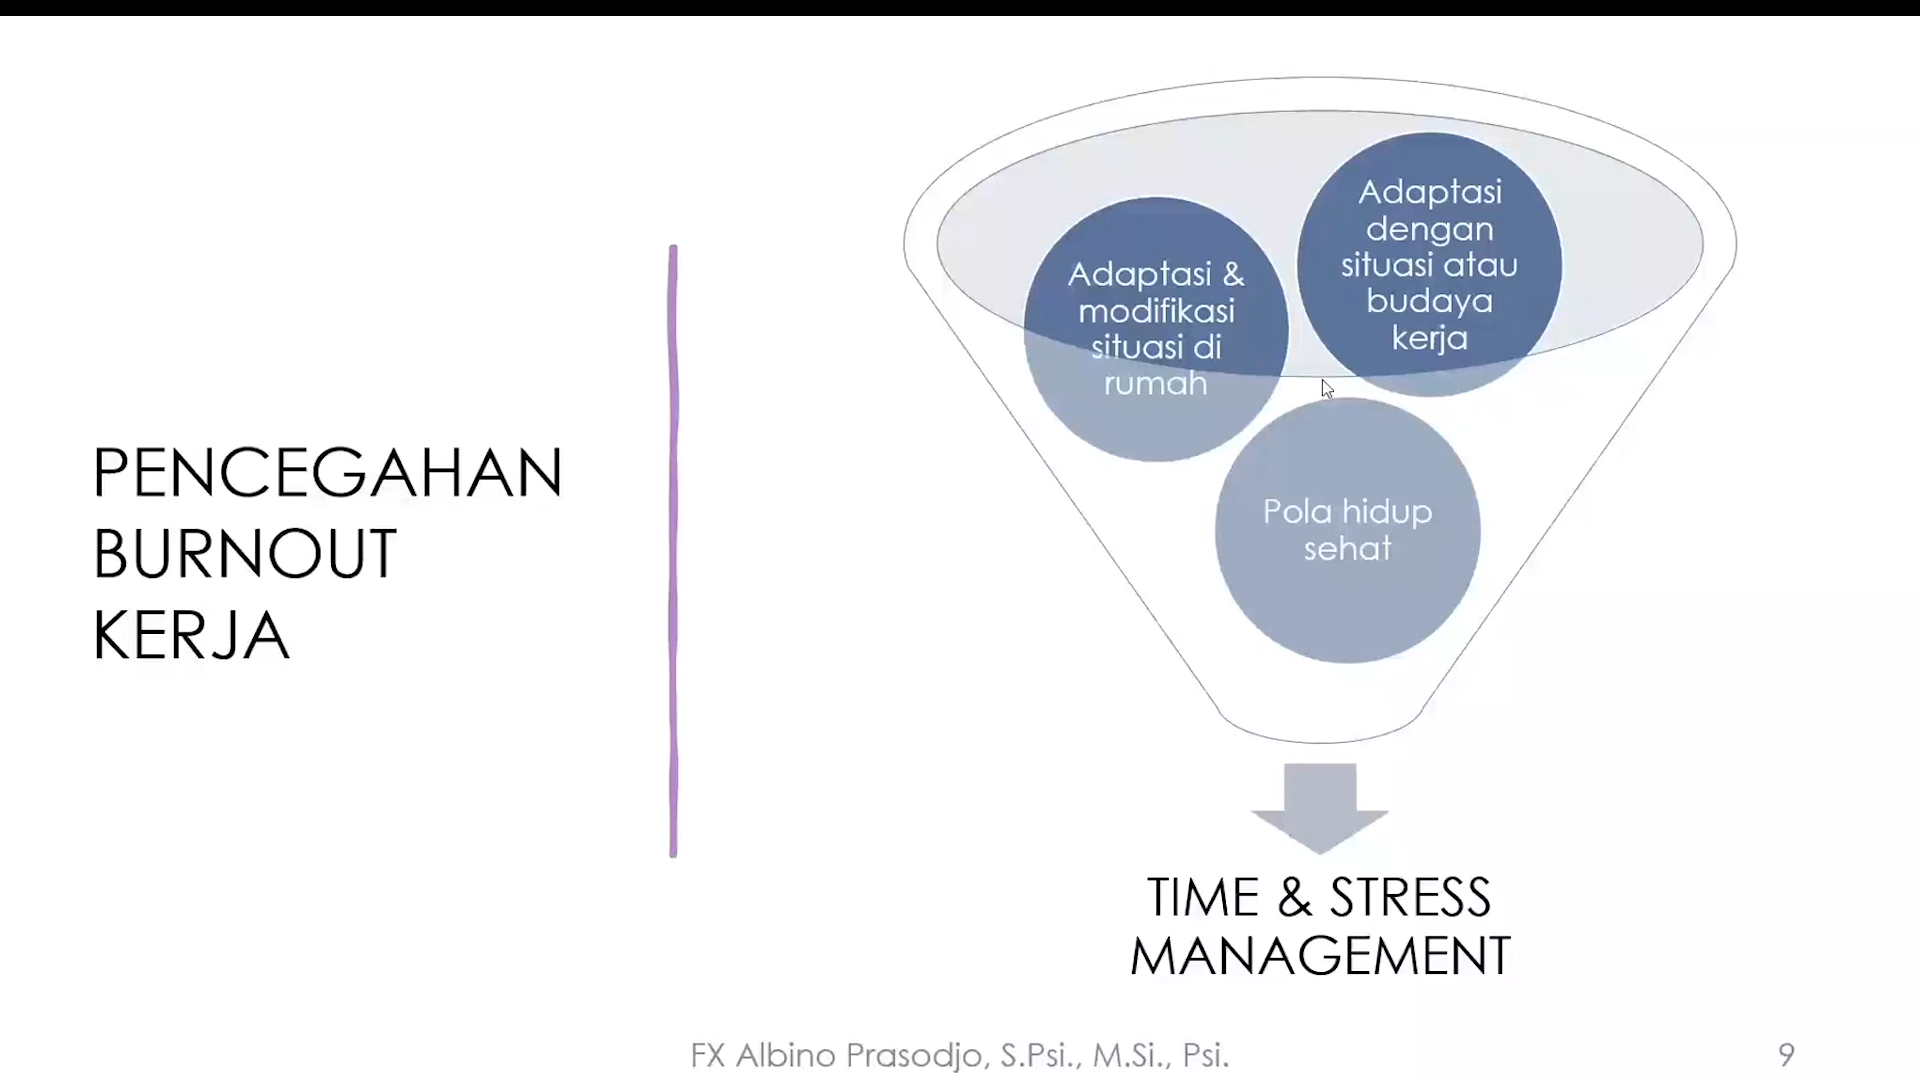 PENCEGAHAN
BURNOUT
KERJA
Adaptasi &
modifikasi
situasi di
rumah
Adaptasi
dengan
situasi atau
budaya
kerja
Pola hidup
sehat
TIME & STRESS
MANAGEMENT
FX Albino Prasodjo, S.Psi., M.Si., Psi.
9